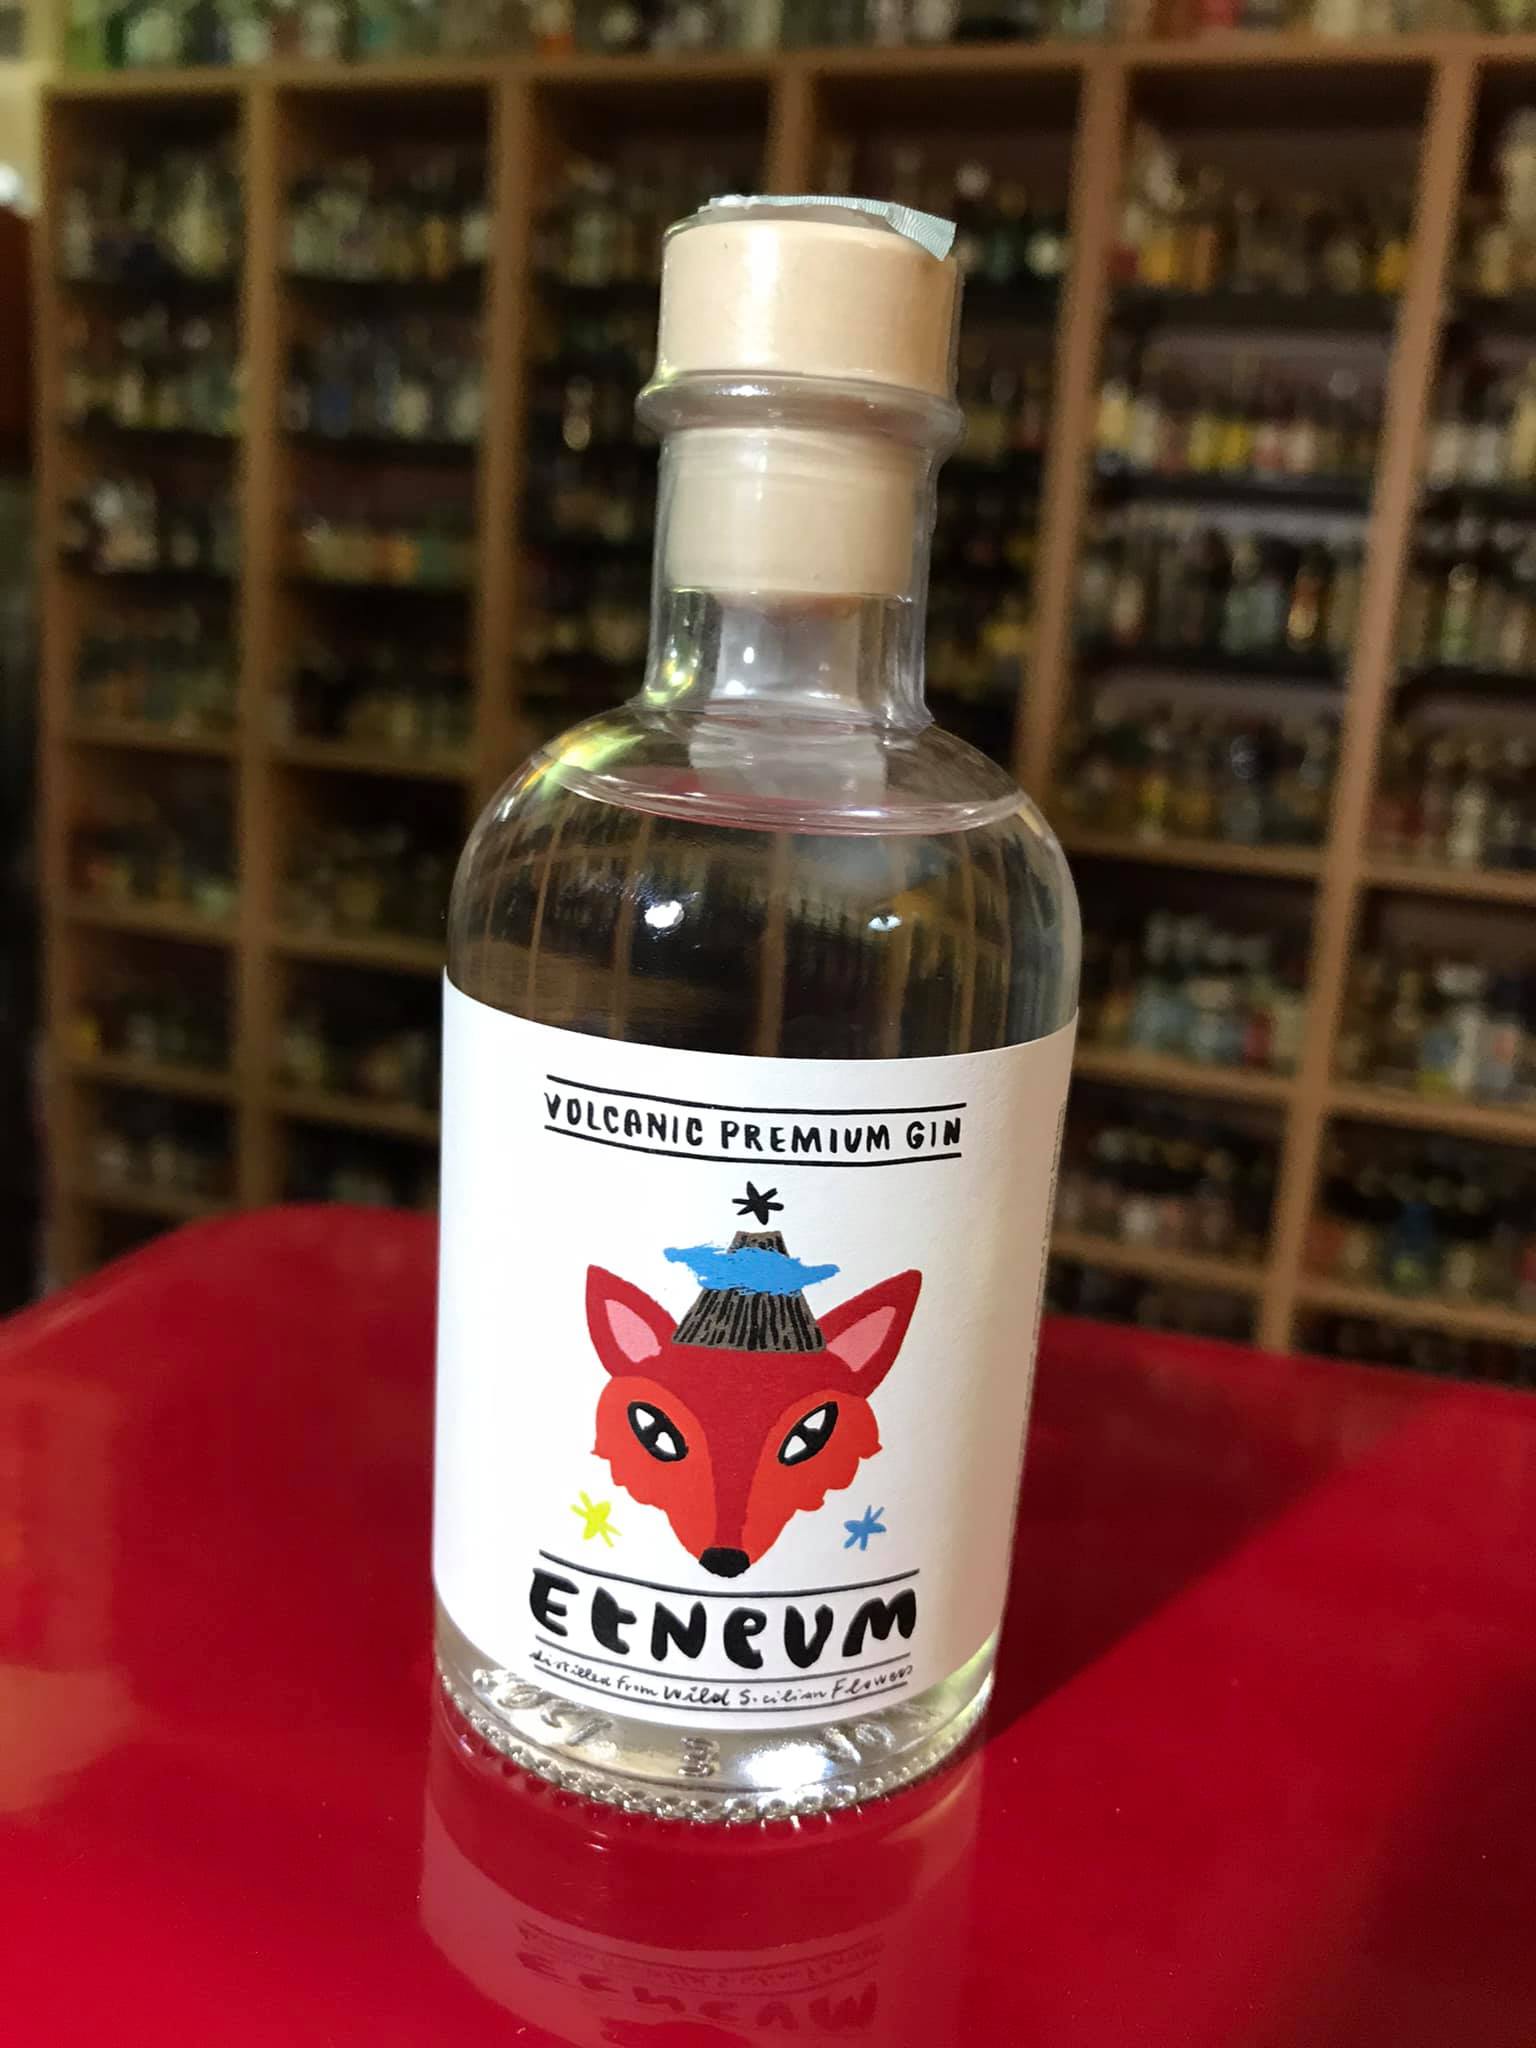 VOLCANIC PREMIUM GIN
EtNeUM
distilled From Wild Sicilian Flowers